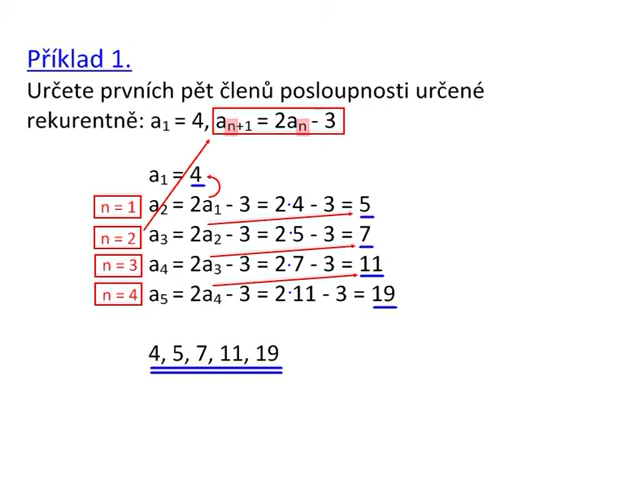 Příklad 1.
Určete prvních pět členů posloupnosti určené
rekurentně: a₁ = 4, aₙ₊₁ = 2aₙ - 3
a₁ = 4
n = 1 a₂ = 2a₁ - 3 = 2·4 - 3 = 5
n = 2 a₃ = 2a₂ - 3 = 2·5 - 3 = 7
n = 3 a₄ = 2a₃ - 3 = 2·7 - 3 = 11
n = 4 a₅ = 2a₄ - 3 = 2·11 - 3 = 19
4, 5, 7, 11, 19